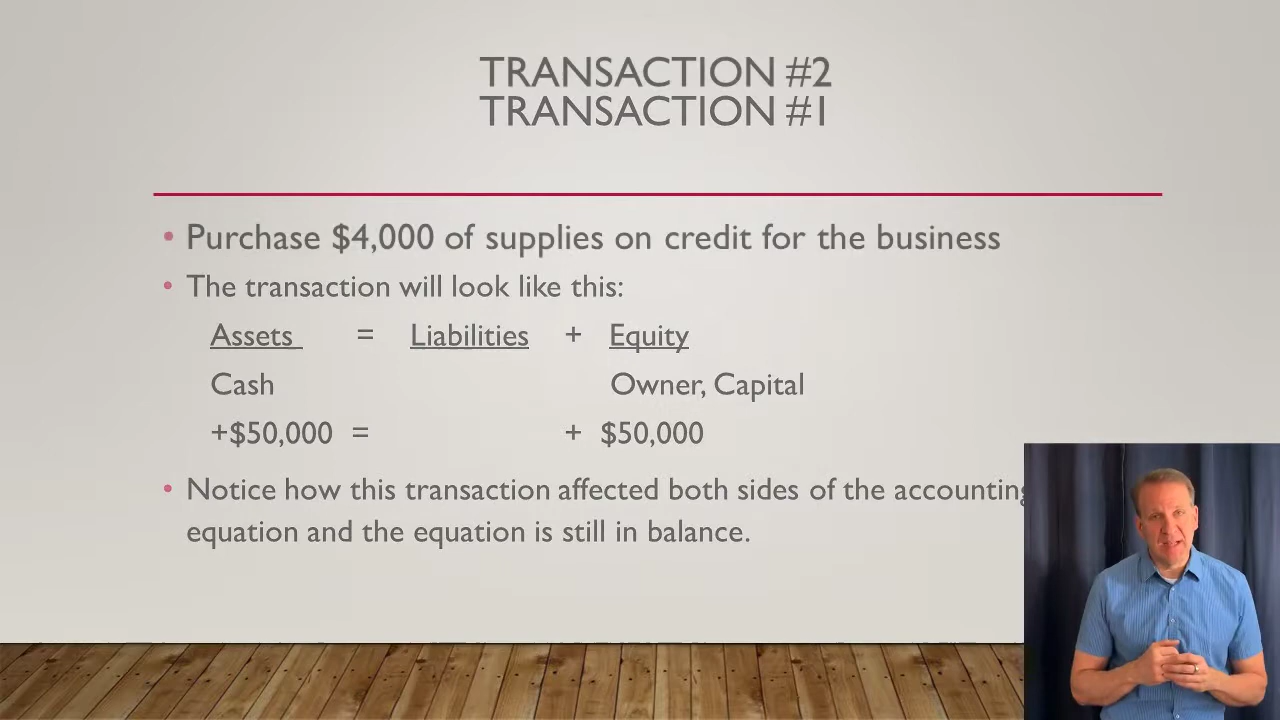 TRANSACTION #2
TRANSACTION #1
• Purchase $4,000 of supplies on credit for the business
• The transaction will look like this:
Assets = Liabilities + Equity
Cash Owner, Capital
+$50,000 = + $50,000
• Notice how this transaction affected both sides of the accounting
equation and the equation is still in balance.